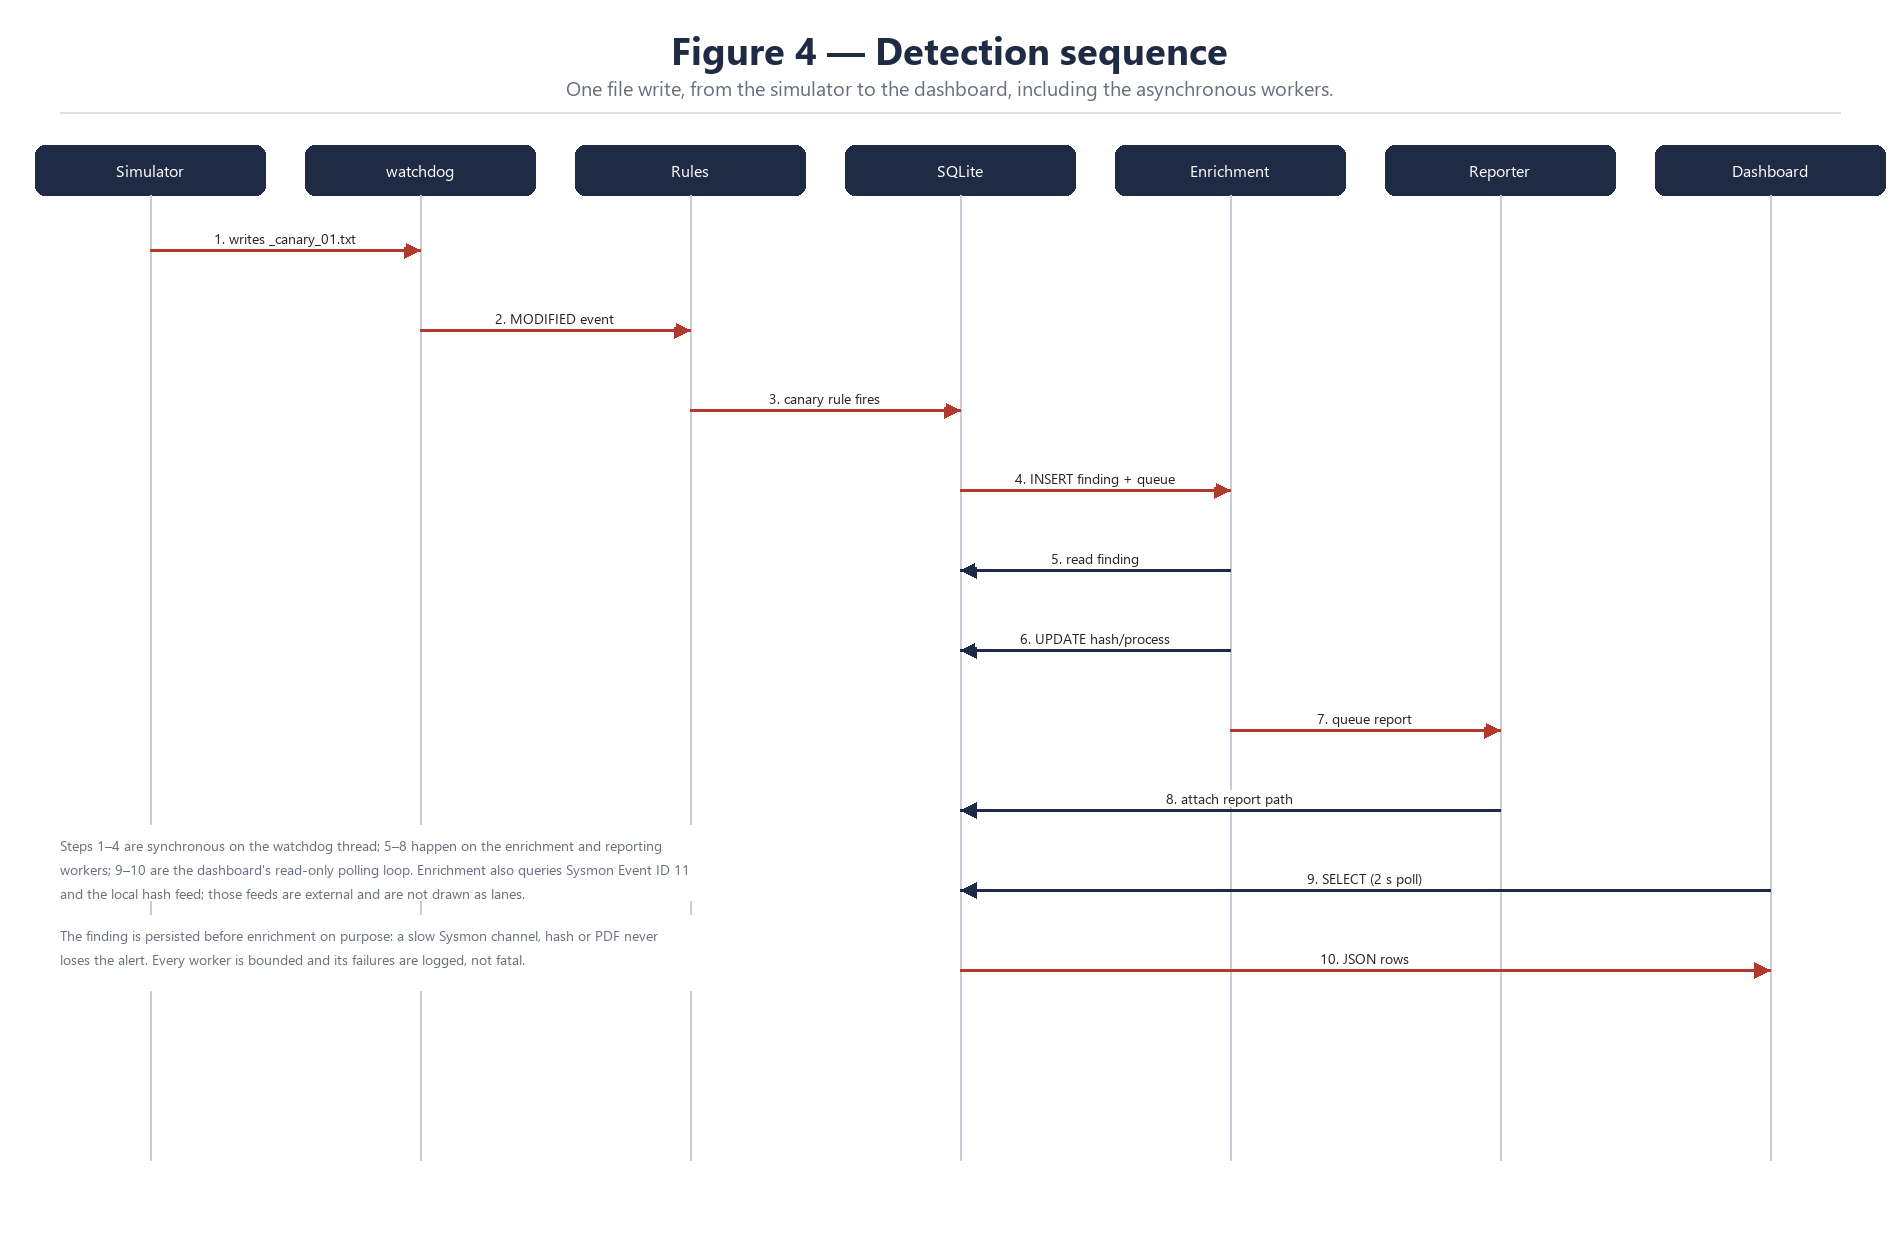 Figure 4 — Detection sequence
One file write, from the simulator to the dashboard, including the asynchronous workers.
Simulator
watchdog
Rules
SQLite
Enrichment
Reporter
Dashboard
1. writes _canary_01.txt
2. MODIFIED event
3. canary rule fires
4. INSERT finding + queue
5. read finding
6. UPDATE hash/process
7. queue report
8. attach report path
Steps 1–4 are synchronous on the watchdog thread; 5–8 happen on the enrichment and reporting
workers; 9–10 are the dashboard's read-only polling loop. Enrichment also queries Sysmon Event ID 11
and the local hash feed; those feeds are external and are not drawn as lanes.
9. SELECT (2 s poll)
The finding is persisted before enrichment on purpose: a slow Sysmon channel, hash or PDF never
loses the alert. Every worker is bounded and its failures are logged, not fatal.
10. JSON rows